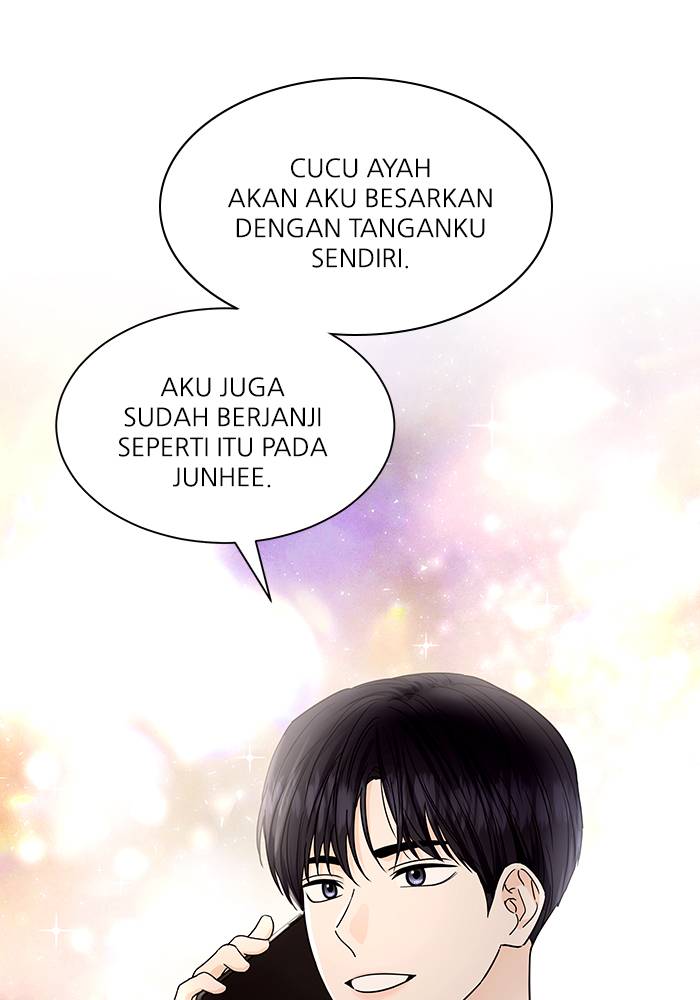 CUCU AYAH
AKAN AKU BESARKAN
DENGAN TANGANKU
SENDIRI.
AKU JUGA
SUDAH BERJANJI
SEPERTI ITU PADA
JUNHEE.